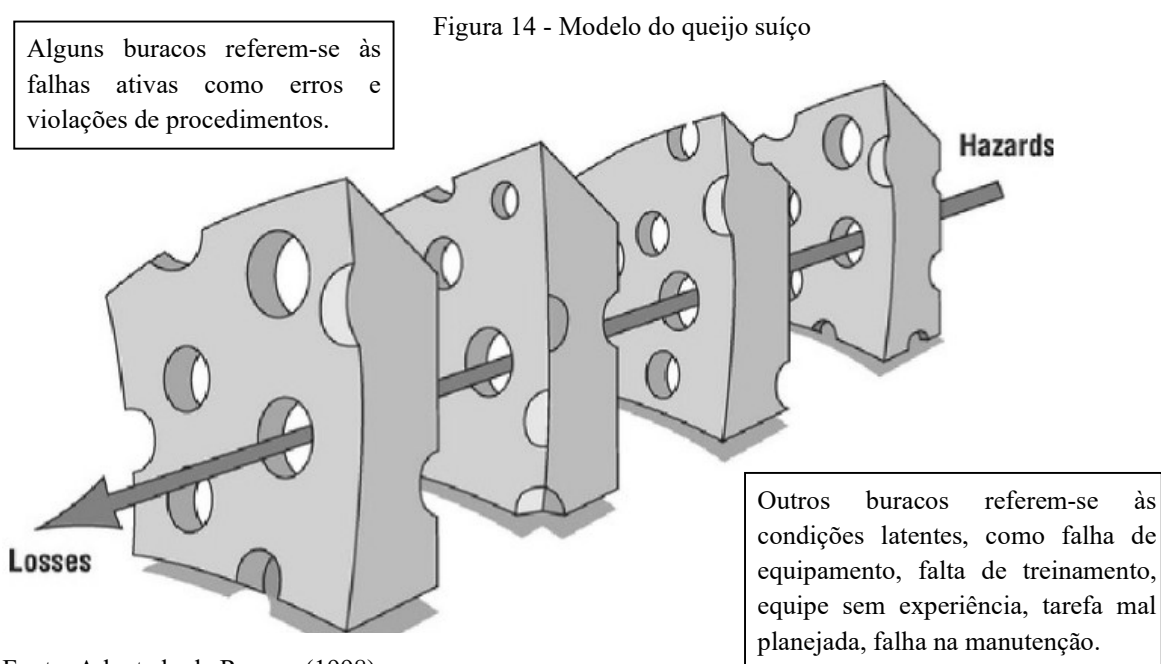 Figura 14 - Modelo do queijo suíço
Alguns buracos referem-se às
falhas ativas como erros e
violações de procedimentos.
Hazards
Losses
Outros buracos referem-se às
condições latentes, como falha de
equipamento, falta de treinamento,
equipe sem experiência, tarefa mal
planejada, falha na manutenção.